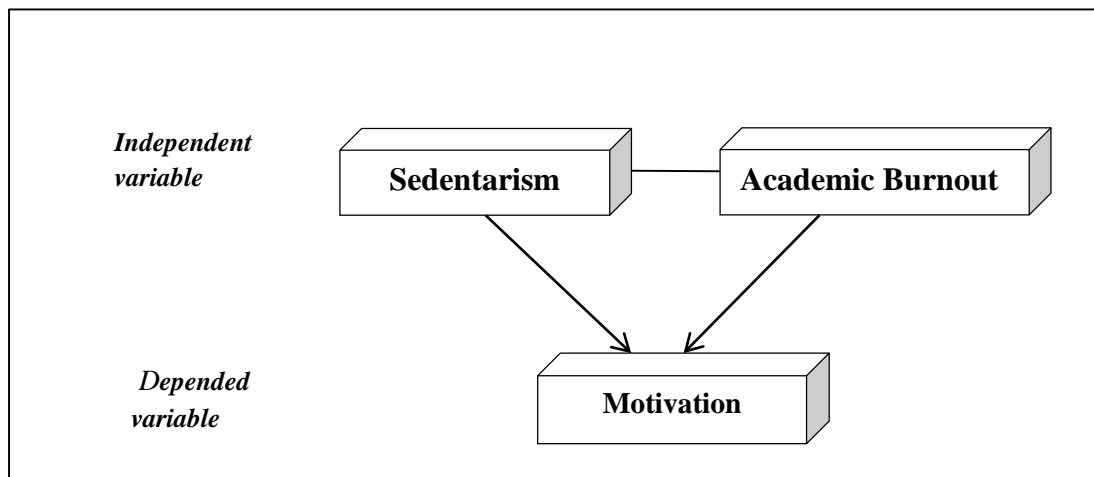 Independent
variable
Sedentarism
Academic Burnout
Depended
variable
Motivation